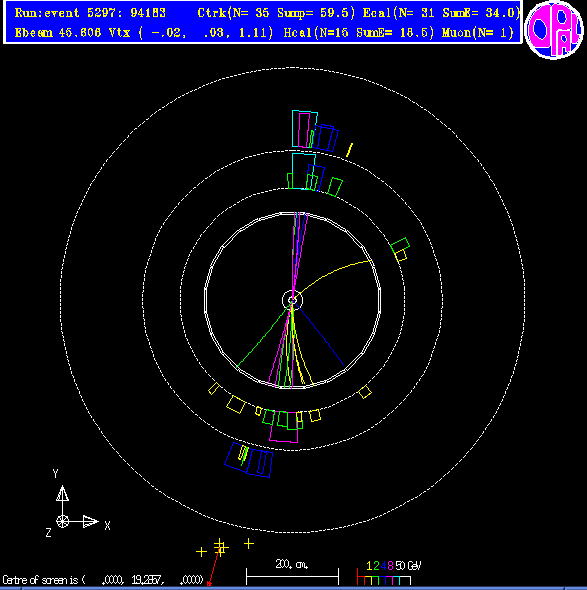 Run:event 5297: 94183 Ctrk(N= 35 Sump= 59.5) Ecal(N= 31 SumE= 34.0)
Ebeam 45.606 Vtx ( -.02, .03, 1.11) Hcal(N=16 SumE= 18.5) Muon(N= 1)
OPAL
Y
X
Z
200. cm.
1 2 4 8 50 GeV
Centre of screen is ( .0000, 19.2857, .0000)